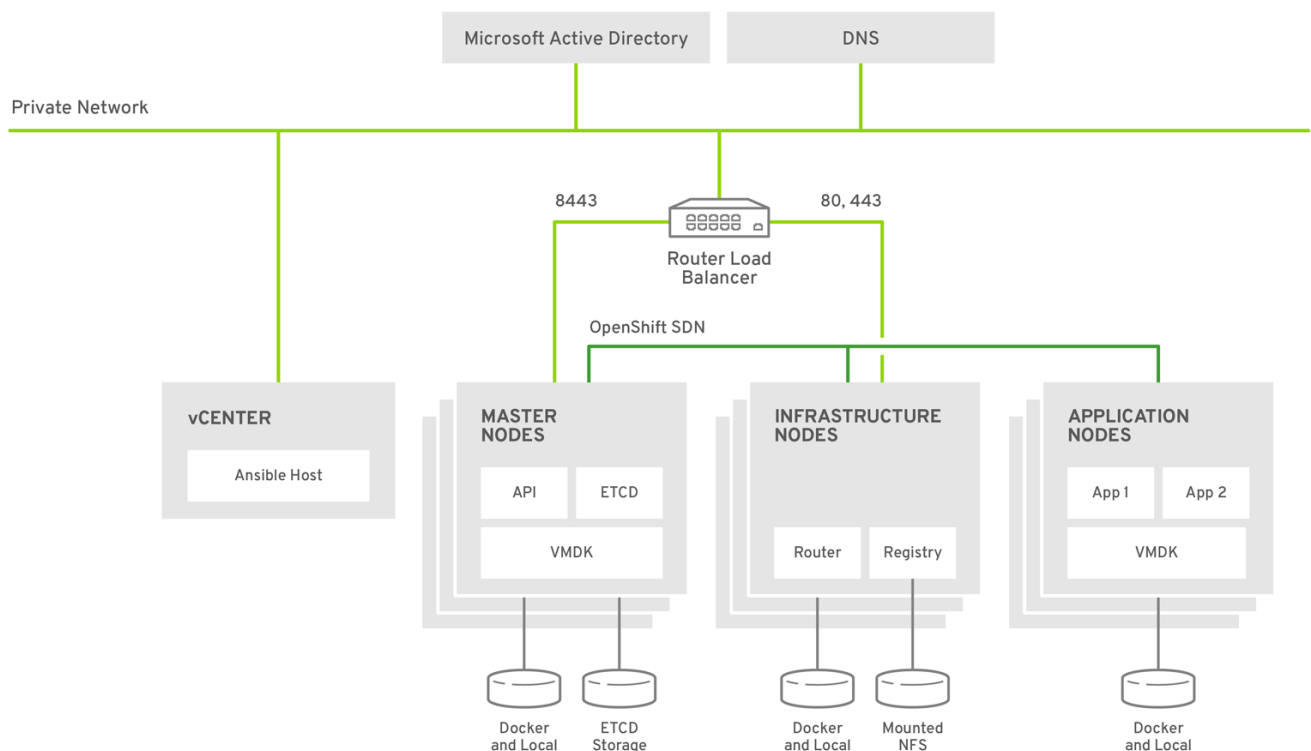 Microsoft Active Directory
DNS
Private Network
8443
80, 443
Router Load
Balancer
OpenShift SDN
vCENTER
Ansible Host
MASTER
NODES
API
ETCD
VMDK
INFRASTRUCTURE
NODES
Router
Registry
APPLICATION
NODES
App 1
App 2
VMDK
Docker
and Local
ETCD
Storage
Docker
and Local
Mounted
NFS
Docker
and Local